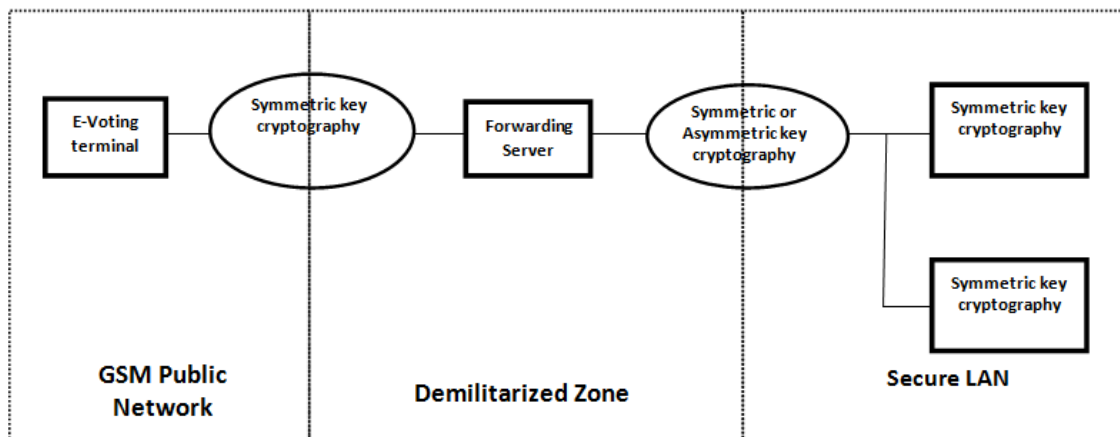 E-Voting
terminal
Symmetric key
cryptography
Forwarding
Server
Symmetric or
Asymmetric key
cryptography
Symmetric key
cryptography
Symmetric key
cryptography
GSM Public
Network
Demilitarized Zone
Secure LAN